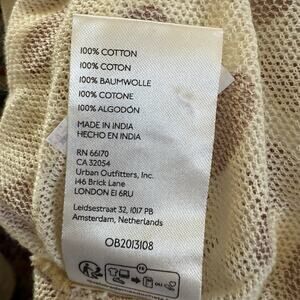 100% COTTON
100% COTON
100% BAUMWOLLE
100% COTONE
100% ALGODÓN
MADE IN INDIA
HECHO EN INDIA
RN 66170
CA 32054
Urban Outfitters, Inc.
146 Brick Lane
LONDON E1 6RU
Leidsestraat 32, 1017 PB
Amsterdam, Netherlands
OB2013108
FR